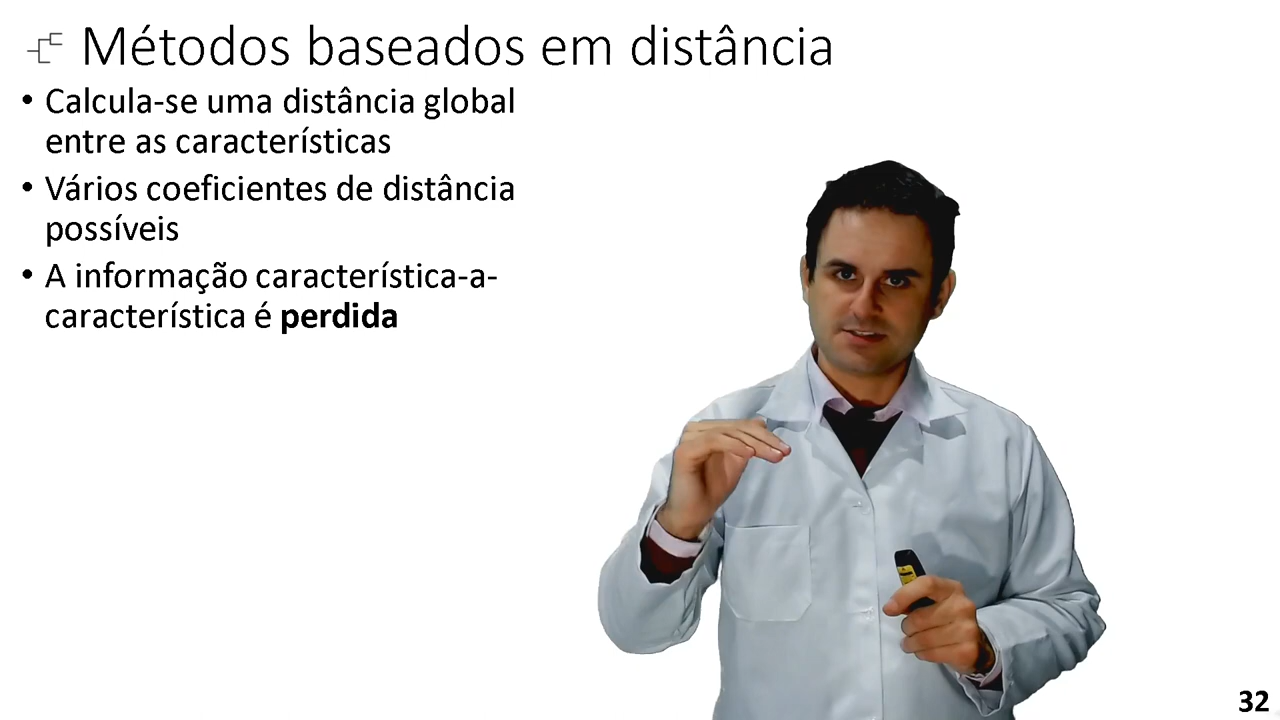 Métodos baseados em distância
• Calcula-se uma distância global
entre as características
• Vários coeficientes de distância
possíveis
• A informação característica-a-
característica é perdida
32